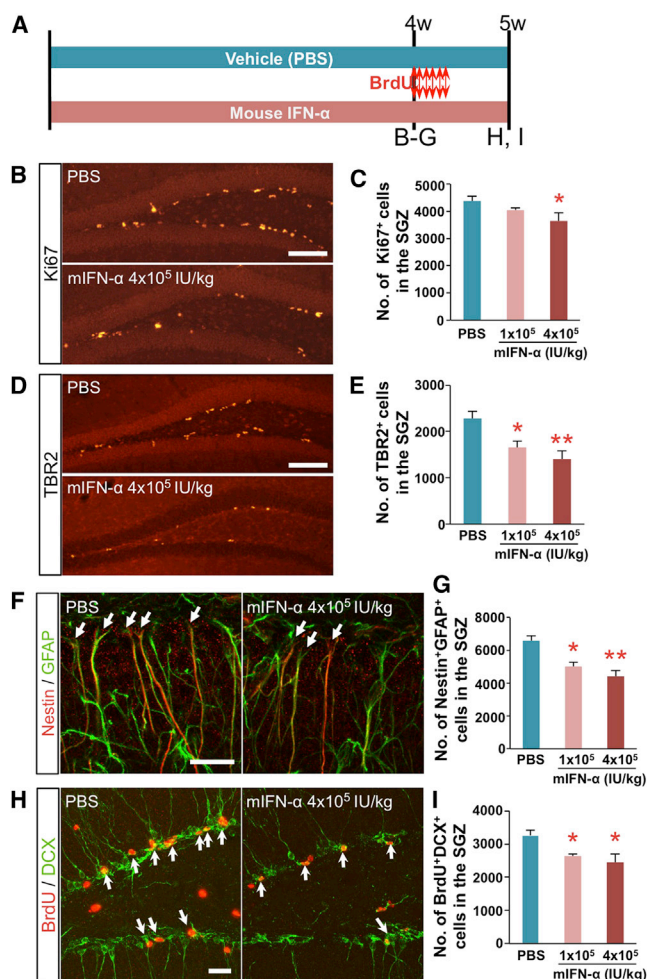 A
4w
5w
Vehicle (PBS)
BrdU
Mouse IFN-α
B-G
H, I
B
Ki67
PBS
mIFN-α 4x10⁵ IU/kg
C
No. of Ki67⁺ cells
in the SGZ
5000
4000
3000
2000
1000
0
*
PBS
1x10⁵
4x10⁵
mIFN-α (IU/kg)
D
TBR2
PBS
mIFN-α 4x10⁵ IU/kg
E
No. of TBR2⁺ cells
in the SGZ
3000
2000
1000
0
*
**
PBS
1x10⁵
4x10⁵
mIFN-α (IU/kg)
F
Nestin / GFAP
PBS
mIFN-α 4x10⁵ IU/kg
G
No. of Nestin⁺GFAP⁺
cells in the SGZ
8000
6000
4000
2000
0
*
**
PBS
1x10⁵
4x10⁵
mIFN-α (IU/kg)
H
BrdU / DCX
PBS
mIFN-α 4x10⁵ IU/kg
I
No. of BrdU⁺DCX⁺
cells in the SGZ
4000
3000
2000
1000
0
*
*
PBS
1x10⁵
4x10⁵
mIFN-α (IU/kg)